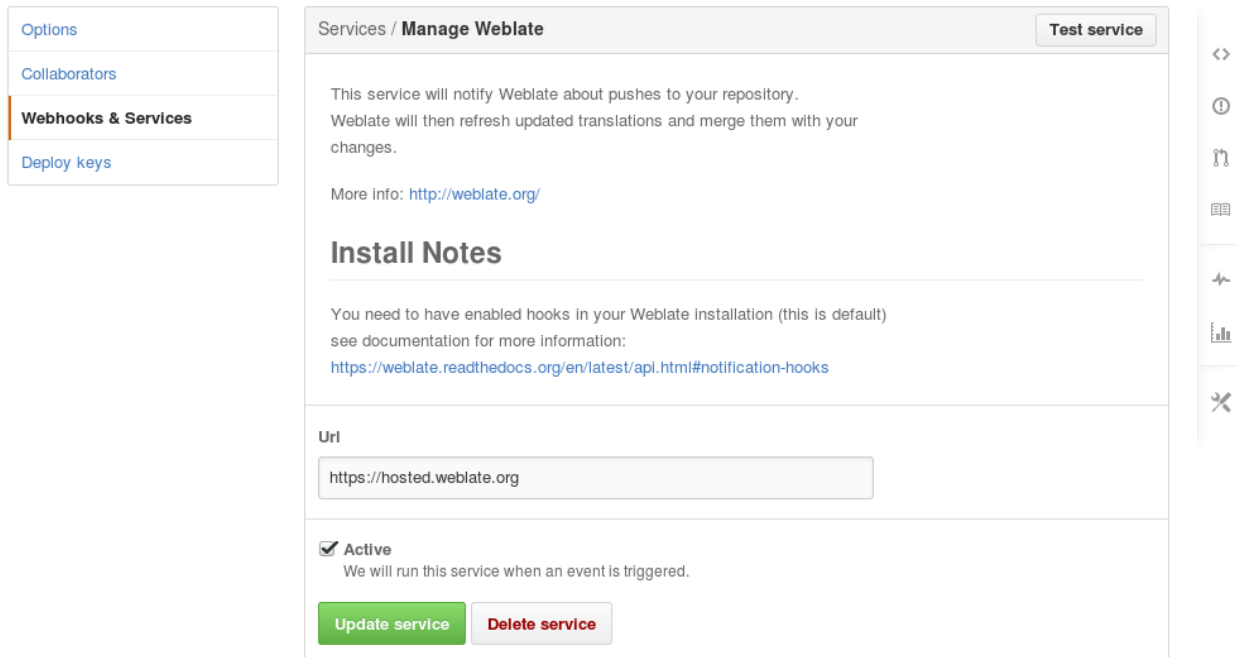 Options
Collaborators
Webhooks & Services
Deploy keys
Services / Manage Weblate
Test service
This service will notify Weblate about pushes to your repository.
Weblate will then refresh updated translations and merge them with your
changes.
More info: http://weblate.org/
Install Notes
You need to have enabled hooks in your Weblate installation (this is default)
see documentation for more information:
https://weblate.readthedocs.org/en/latest/api.html#notification-hooks
Url
https://hosted.weblate.org
Active
We will run this service when an event is triggered.
Update service
Delete service